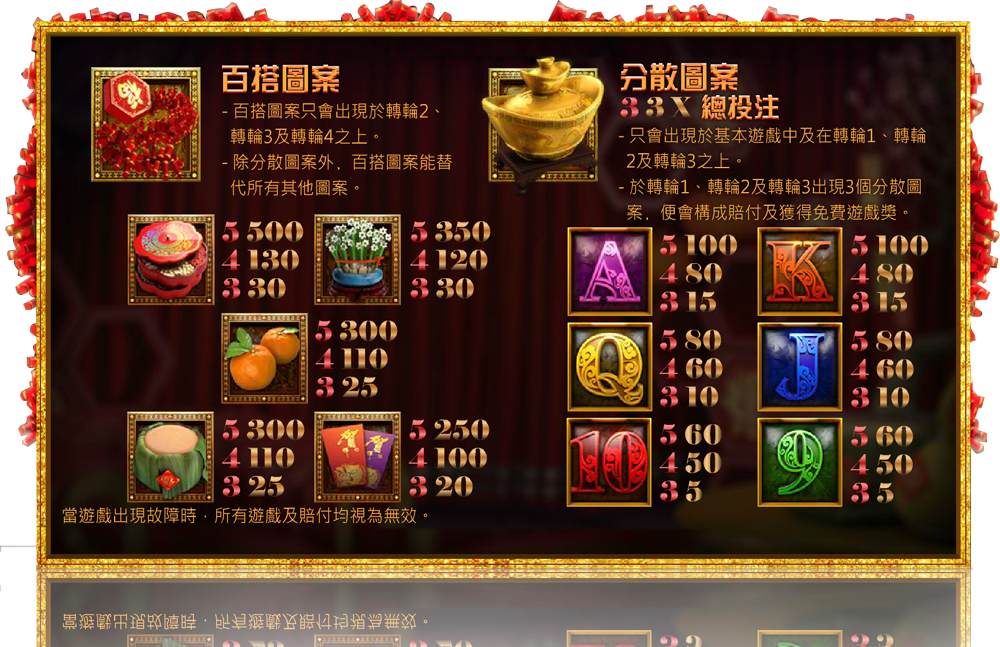 百搭圖案
- 百搭圖案只會出現於轉輪2、
轉輪3及轉輪4之上。
- 除分散圖案外，百搭圖案能替
代所有其他圖案。
分散圖案
3 3X 總投注
- 只會出現於基本遊戲中及在轉輪1、轉輪
2及轉輪3之上。
- 於轉輪1、轉輪2及轉輪3出現3個分散圖
案，便會構成賠付及獲得免費遊戲獎。
5 500
4 130
3 30
5 350
4 120
3 30
5 300
4 110
3 25
5 300
4 110
3 25
賀
賀
5 250
4 100
3 20
A
5 100
4 80
3 15
K
5 100
4 80
3 15
Q
5 80
4 60
3 10
J
5 80
4 60
3 10
10
5 60
4 50
3 5
9
5 60
4 50
3 5
當遊戲出現故障時，所有遊戲及賠付均視為無效。